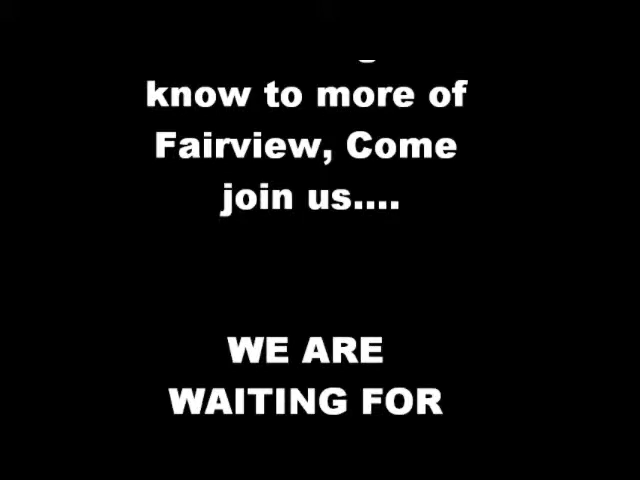 know to more of
Fairview, Come
join us....
WE ARE
WAITING FOR